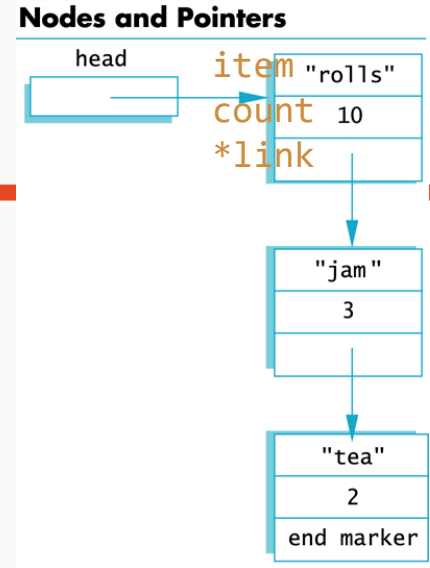 Nodes and Pointers
head
item "rolls"
count 10
*link
"jam"
3
"tea"
2
end marker